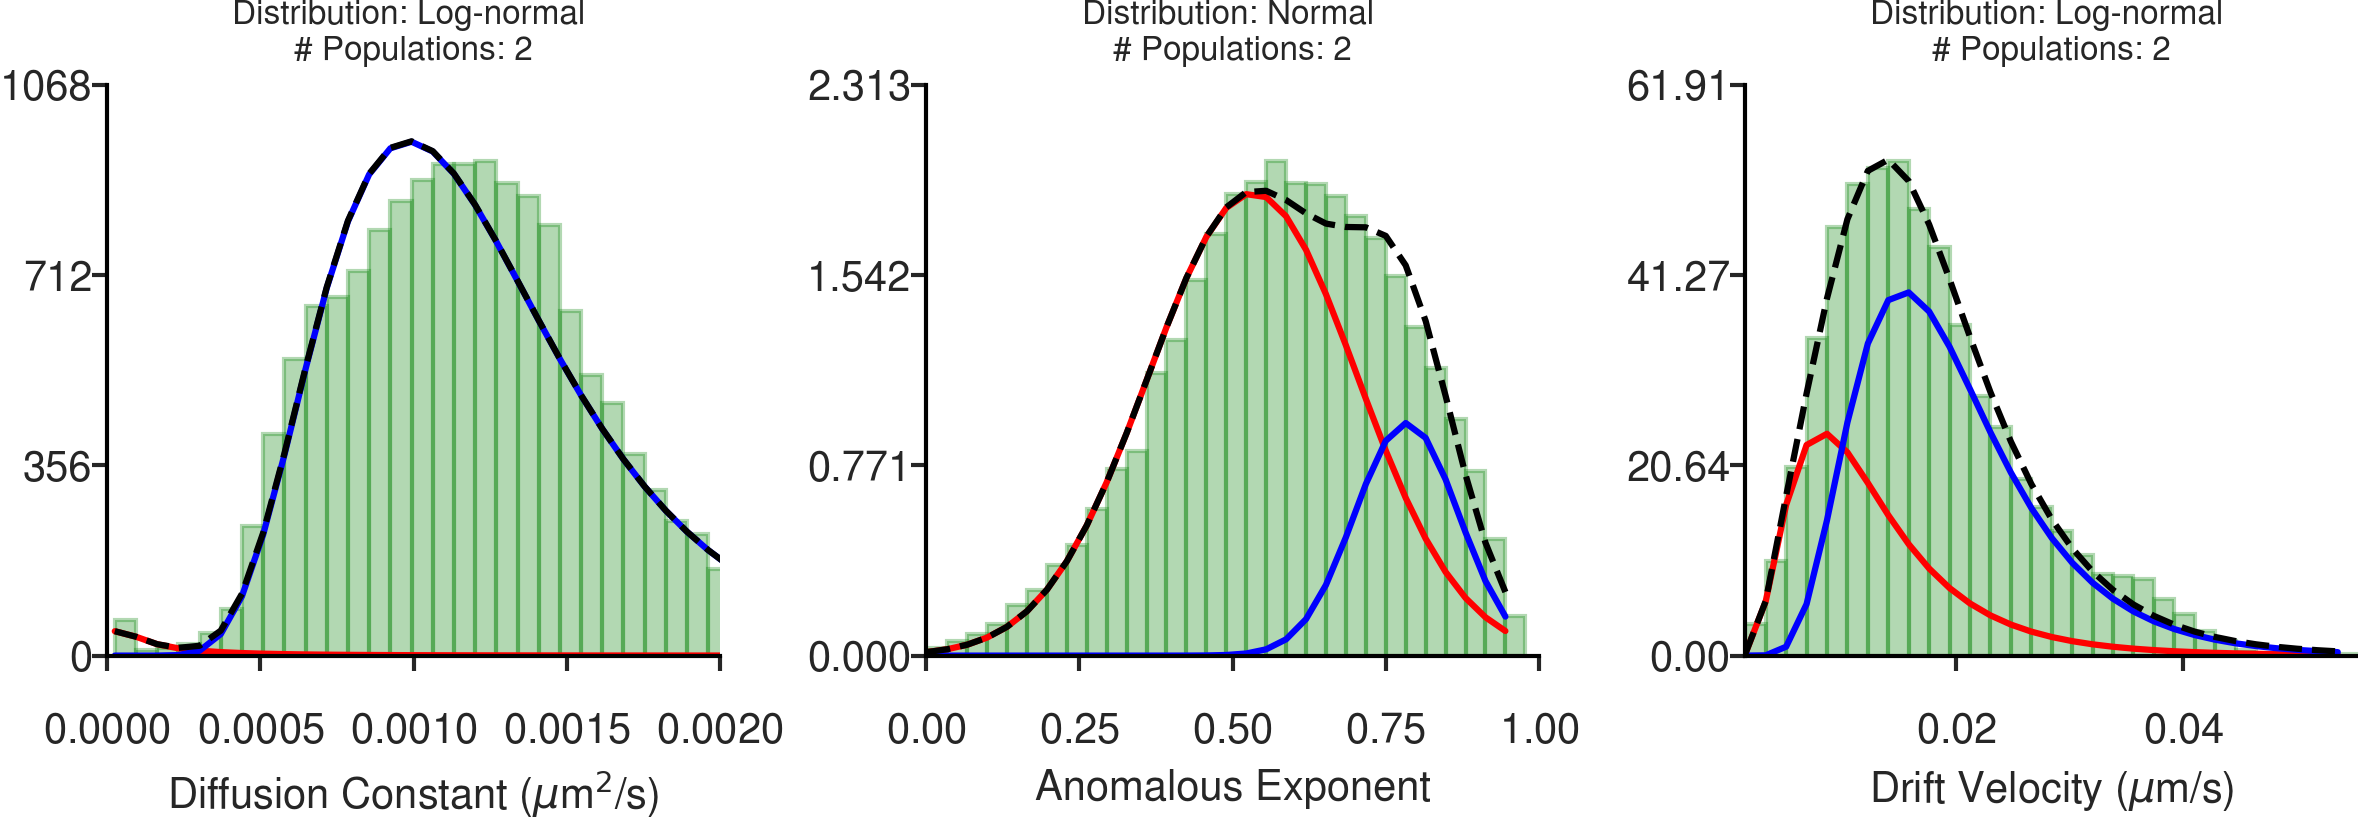 Distribution: Log-normal
# Populations: 2
1068
712
356
0
0.0000 0.0005 0.0010 0.0015 0.0020
Diffusion Constant (μm²/s)
Distribution: Normal
# Populations: 2
2.313
1.542
0.771
0.000
0.00 0.25 0.50 0.75 1.00
Anomalous Exponent
Distribution: Log-normal
# Populations: 2
61.91
41.27
20.64
0.00
0.02 0.04
Drift Velocity (μm/s)